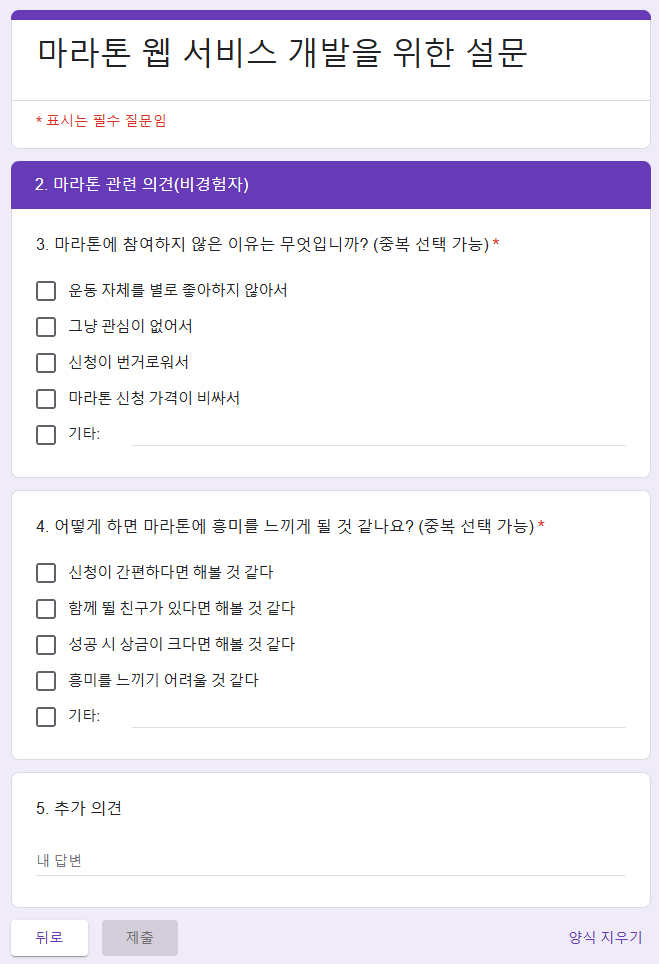 마라톤 웹 서비스 개발을 위한 설문
* 표시는 필수 질문임
2. 마라톤 관련 의견(비경험자)
3. 마라톤에 참여하지 않은 이유는 무엇입니까? (중복 선택 가능) *
운동 자체를 별로 좋아하지 않아서
그냥 관심이 없어서
신청이 번거로워서
마라톤 신청 가격이 비싸서
기타:
4. 어떻게 하면 마라톤에 흥미를 느끼게 될 것 같나요? (중복 선택 가능) *
신청이 간편하다면 해볼 것 같다
함께 뛸 친구가 있다면 해볼 것 같다
성공 시 상금이 크다면 해볼 것 같다
흥미를 느끼기 어려울 것 같다
기타:
5. 추가 의견
내 답변
뒤로 제출 양식 지우기